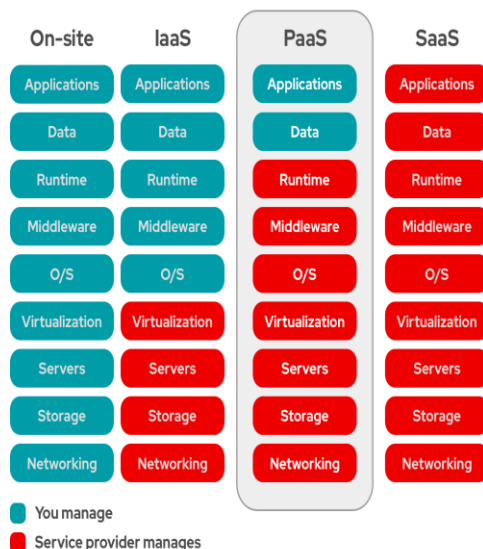 On-site IaaS PaaS SaaS
Applications Applications Applications Applications
Data Data Data Data
Runtime Runtime Runtime Runtime
Middleware Middleware Middleware Middleware
O/S O/S O/S O/S
Virtualization Virtualization Virtualization Virtualization
Servers Servers Servers Servers
Storage Storage Storage Storage
Networking Networking Networking Networking
You manage
Service provider manages